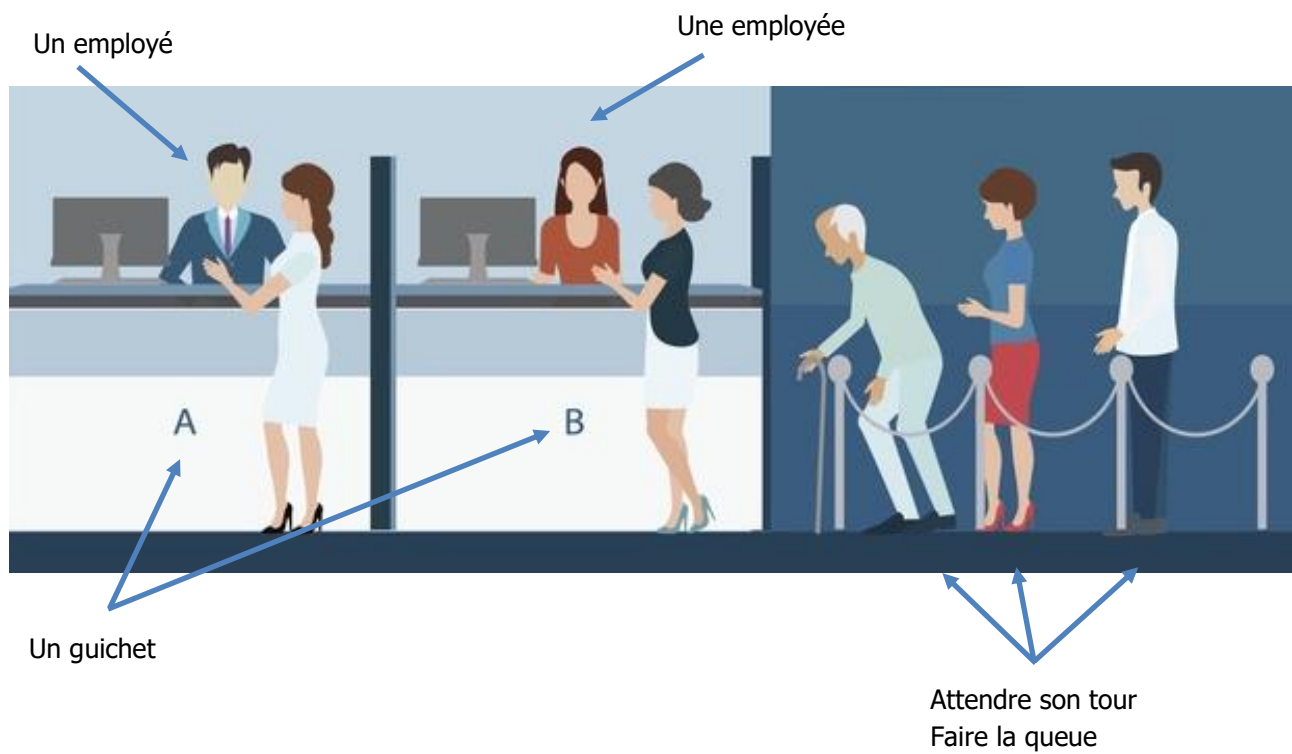 Un employé
Une employée
A
B
Un guichet
Attendre son tour
Faire la queue